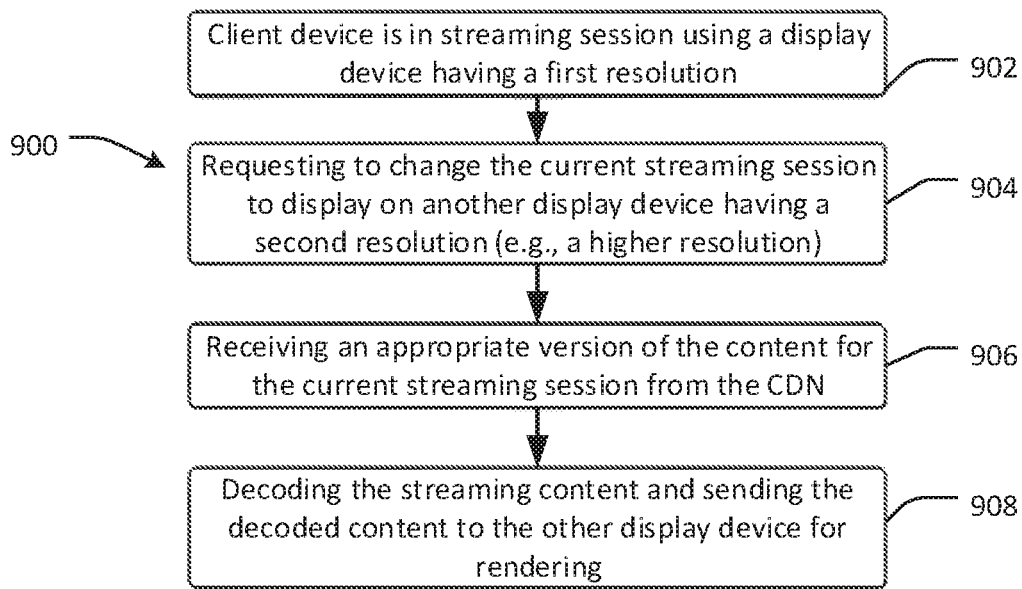 Client device is in streaming session using a display
device having a first resolution
902
900
Requesting to change the current streaming session
to display on another display device having a
second resolution (e.g., a higher resolution)
904
Receiving an appropriate version of the content for
the current streaming session from the CDN
906
Decoding the streaming content and sending the
decoded content to the other display device for
rendering
908